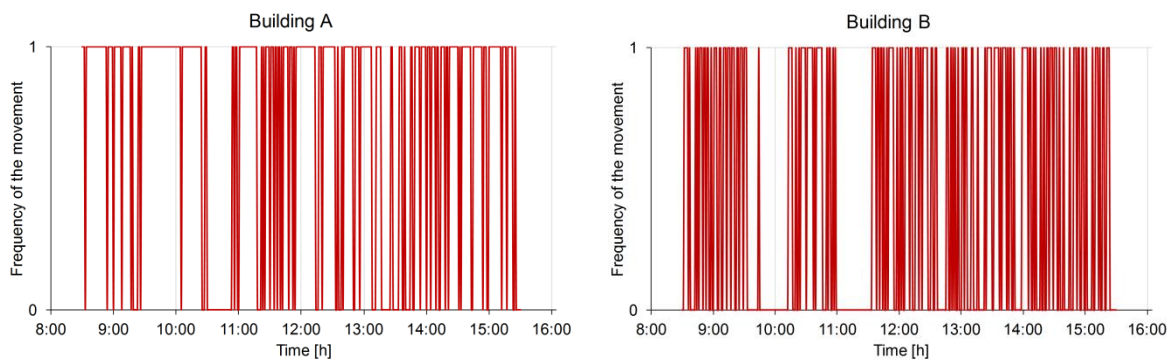 Building A
Frequency of the movement
1
0
8:00 9:00 10:00 11:00 12:00 13:00 14:00 15:00 16:00
Time [h]
Building B
Frequency of the movement
1
0
8:00 9:00 10:00 11:00 12:00 13:00 14:00 15:00 16:00
Time [h]